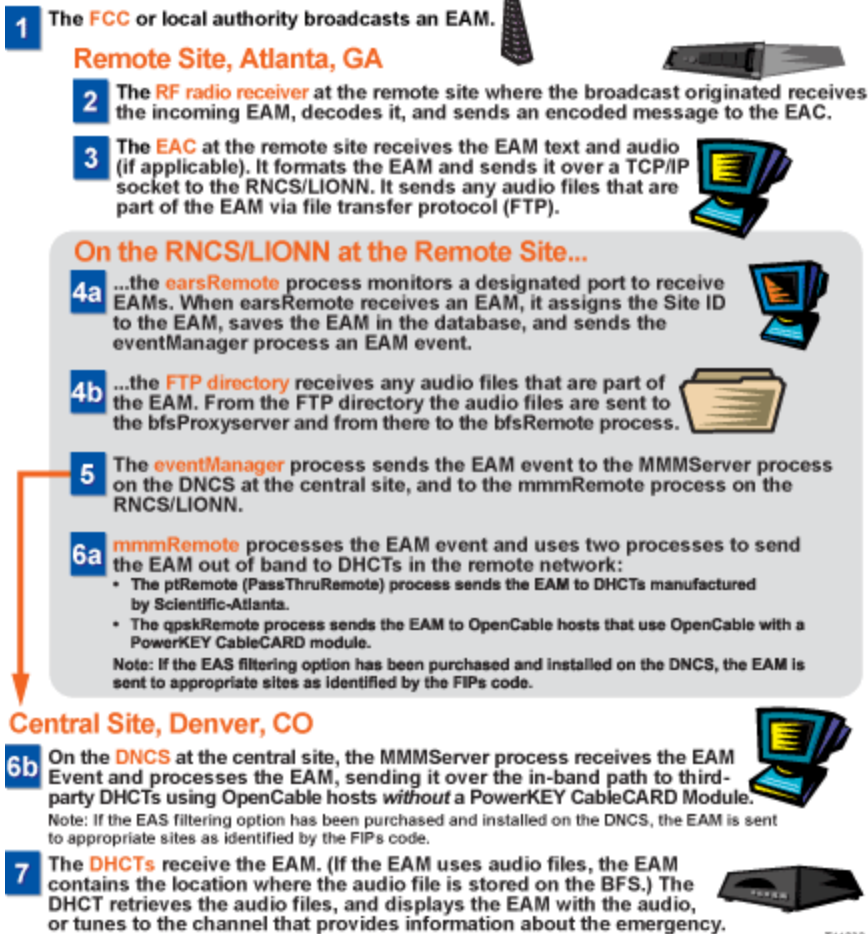 1 The FCC or local authority broadcasts an EAM.
Remote Site, Atlanta, GA
2 The RF radio receiver at the remote site where the broadcast originated receives
the incoming EAM, decodes it, and sends an encoded message to the EAC.
3 The EAC at the remote site receives the EAM text and audio
(if applicable). It formats the EAM and sends it over a TCP/IP
socket to the RNCS/LIONN. It sends any audio files that are
part of the EAM via file transfer protocol (FTP).
On the RNCS/LIONN at the Remote Site...
4a ...the earsRemote process monitors a designated port to receive
EAMs. When earsRemote receives an EAM, it assigns the Site ID
to the EAM, saves the EAM in the database, and sends the
eventManager process an EAM event.
4b ...the FTP directory receives any audio files that are part of
the EAM. From the FTP directory the audio files are sent to
the bfsProxyserver and from there to the bfsRemote process.
5 The eventManager process sends the EAM event to the MMMServer process
on the DNCS at the central site, and to the mmmRemote process on the
RNCS/LIONN.
6a mmmRemote processes the EAM event and uses two processes to send
the EAM out of band to DHCTs in the remote network:
• The ptRemote (PassThruRemote) process sends the EAM to DHCTs manufactured
by Scientific-Atlanta.
• The qpskRemote process sends the EAM to OpenCable hosts that use OpenCable with a
PowerKEY CableCARD module.
Note: If the EAS filtering option has been purchased and installed on the DNCS, the EAM is
sent to appropriate sites as identified by the FIPs code.
Central Site, Denver, CO
6b On the DNCS at the central site, the MMMServer process receives the EAM
Event and processes the EAM, sending it over the in-band path to third-
party DHCTs using OpenCable hosts without a PowerKEY CableCARD Module.
Note: If the EAS filtering option has been purchased and installed on the DNCS, the EAM is sent
to appropriate sites as identified by the FIPs code.
7 The DHCTs receive the EAM. (If the EAM uses audio files, the EAM
contains the location where the audio file is stored on the BFS.) The
DHCT retrieves the audio files, and displays the EAM with the audio,
or tunes to the channel that provides information about the emergency.